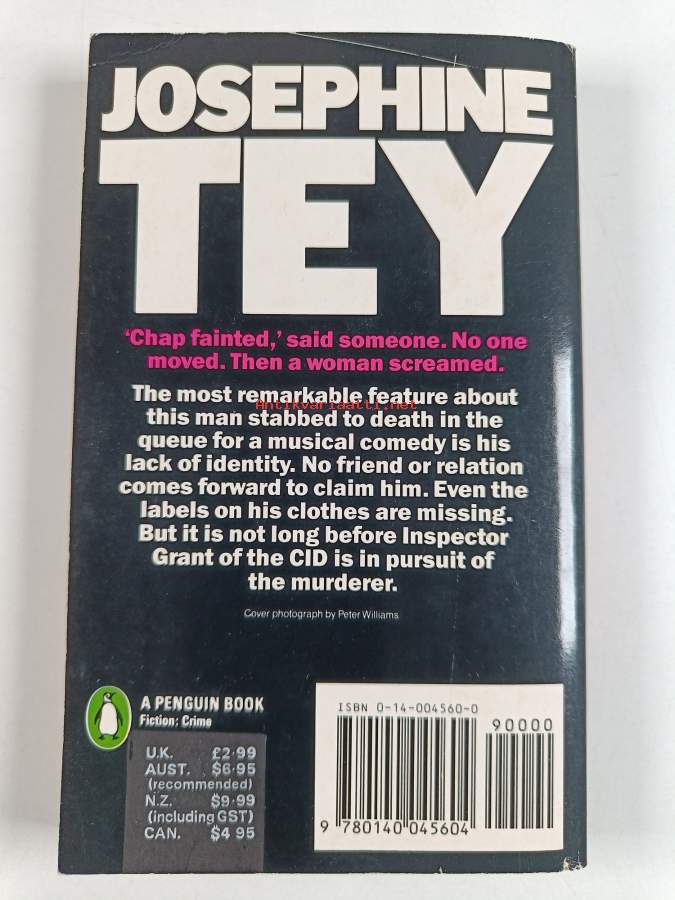 JOSEPHINE
TEY
‘Chap fainted,’ said someone. No one
moved. Then a woman screamed.
The most remarkable feature about
Antikvariaatti.net
this man stabbed to death in the
queue for a musical comedy is his
lack of identity. No friend or relation
comes forward to claim him. Even the
labels on his clothes are missing.
But it is not long before Inspector
Grant of the CID is in pursuit of
the murderer.
Cover photograph by Peter Williams
A PENGUIN BOOK
Fiction: Crime
U.K. £2·99
AUST. $6·95
(recommended)
N.Z. $9·99
(including GST)
CAN. $4 95
ISBN 0-14-004560-0
90000
9 780140 045604